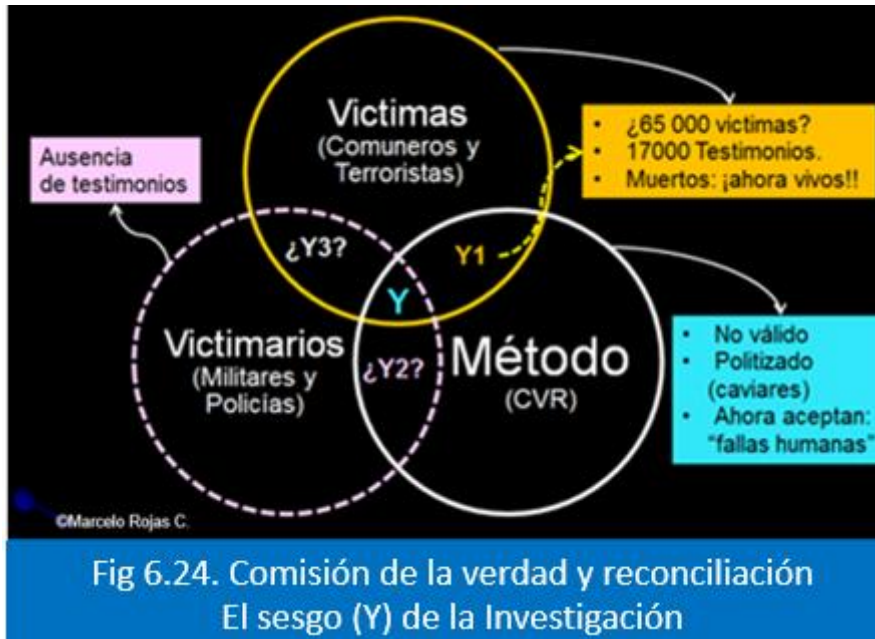 Victimas
(Comuneros y
Terroristas)
Ausencia
de testimonios
• ¿65 000 victimas?
• 17000 Testimonios.
• Muertos: ¡ahora vivos!!
¿Y3?
Y1
Y
Victimarios
(Militares y
Policías)
¿Y2?
Método
(CVR)
• No válido
• Politizado
(caviares)
• Ahora aceptan:
"fallas humanas"
©Marcelo Rojas C.
Fig 6.24. Comisión de la verdad y reconciliación
El sesgo (Y) de la Investigación